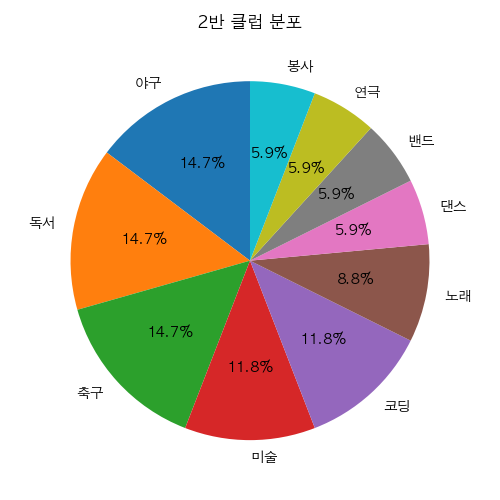 2반 클럽 분포
야구
14.7%
독서
14.7%
축구
14.7%
미술
11.8%
코딩
11.8%
노래
8.8%
댄스
5.9%
밴드
5.9%
연극
5.9%
봉사
5.9%